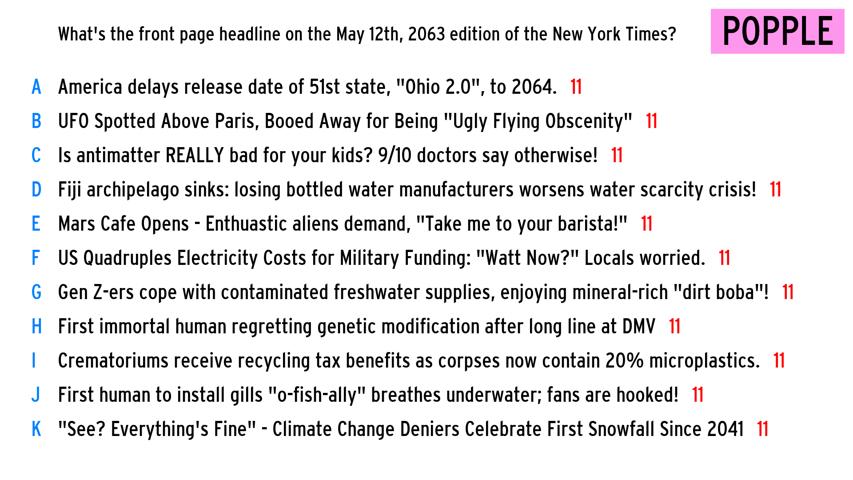 What's the front page headline on the May 12th, 2063 edition of the New York Times? POPPLE
A America delays release date of 51st state, "Ohio 2.0", to 2064. 11
B UFO Spotted Above Paris, Booed Away for Being "Ugly Flying Obscenity" 11
C Is antimatter REALLY bad for your kids? 9/10 doctors say otherwise! 11
D Fiji archipelago sinks: losing bottled water manufacturers worsens water scarcity crisis! 11
E Mars Cafe Opens - Enthuastic aliens demand, "Take me to your barista!" 11
F US Quadruples Electricity Costs for Military Funding: "Watt Now?" Locals worried. 11
G Gen Z-ers cope with contaminated freshwater supplies, enjoying mineral-rich "dirt boba"! 11
H First immortal human regretting genetic modification after long line at DMV 11
I Crematoriums receive recycling tax benefits as corpses now contain 20% microplastics. 11
J First human to install gills "o-fish-ally" breathes underwater; fans are hooked! 11
K "See? Everything's Fine" - Climate Change Deniers Celebrate First Snowfall Since 2041 11